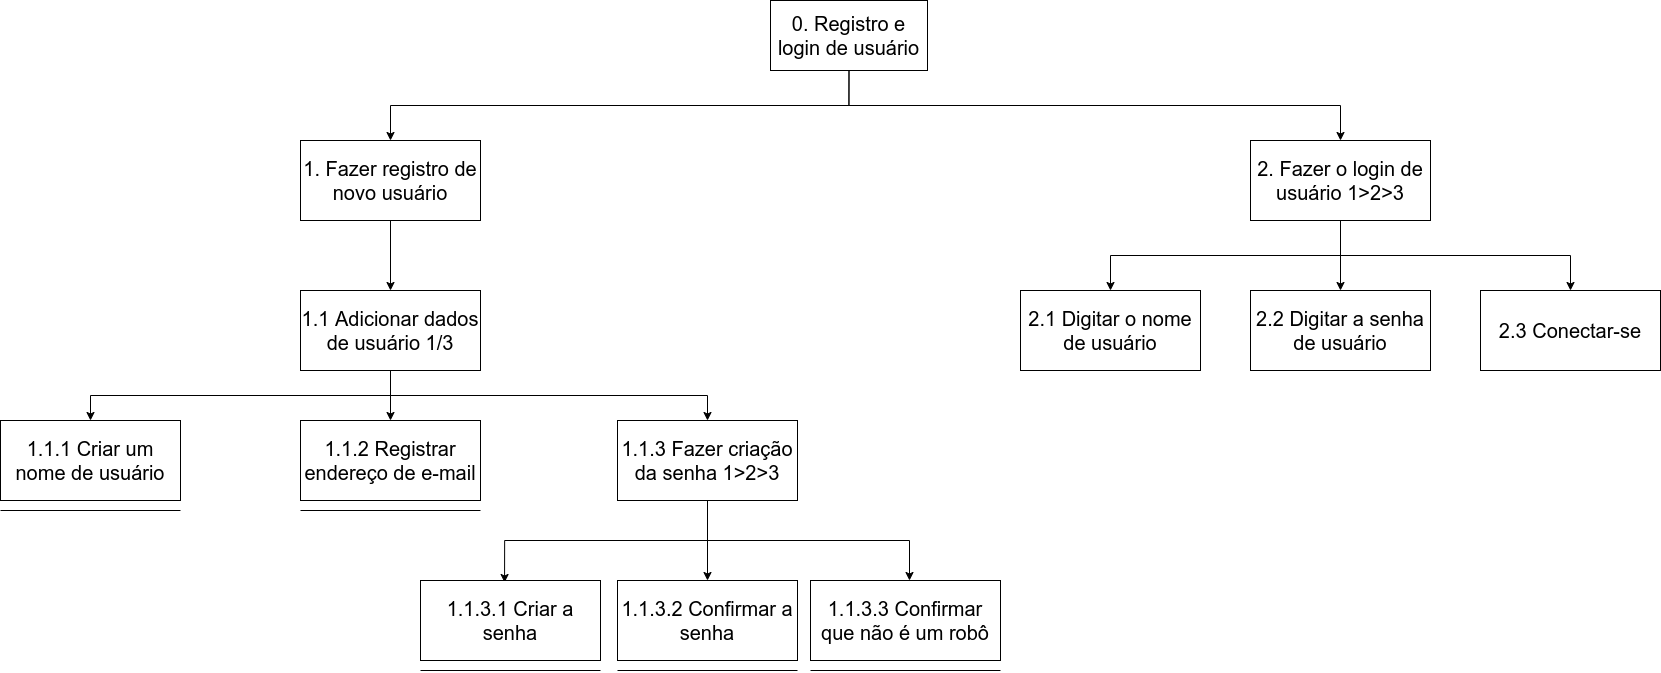 0. Registro e
login de usuário
1. Fazer registro de
novo usuário
2. Fazer o login de
usuário 1>2>3
1.1 Adicionar dados
de usuário 1/3
2.1 Digitar o nome
de usuário
2.2 Digitar a senha
de usuário
2.3 Conectar-se
1.1.1 Criar um
nome de usuário
1.1.2 Registrar
endereço de e-mail
1.1.3 Fazer criação
da senha 1>2>3
1.1.3.1 Criar a
senha
1.1.3.2 Confirmar a
senha
1.1.3.3 Confirmar
que não é um robô